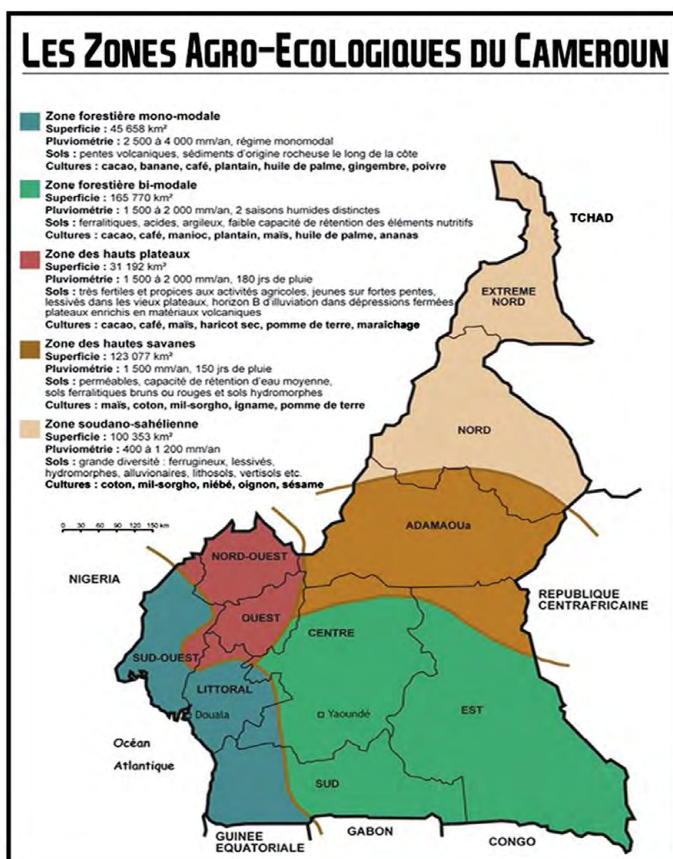 LES ZONES AGRO-ECOLOGIQUES DU CAMEROUN
Zone forestière mono-modale
Superficie : 45 658 km²
Pluviométrie : 2 500 à 4 000 mm/an, régime monomodal
Sols : pentes volcaniques, sédiments d'origine rocheuse le long de la côte
Cultures : cacao, banane, café, plantain, huile de palme, gingembre, poivre
Zone forestière bi-modale
Superficie : 165 770 km²
Pluviométrie : 1 500 à 2 000 mm/an, 2 saisons humides distinctes
Sols : ferralitiques, acides, argileux, faible capacité de rétention des éléments nutritifs
Cultures : cacao, café, manioc, plantain, maïs, huile de palme, ananas
Zone des hauts plateaux
Superficie : 31 192 km²
Pluviométrie : 1 500 à 2 000 mm/an, 180 jrs de pluie
Sols : très fertiles et propices aux activités agricoles, jeunes sur fortes pentes,
lessivés dans les vieux plateaux, horizon B d'illuviation dans dépressions fermées,
plateaux enrichis en matériaux volcaniques
Cultures : cacao, café, maïs, haricot sec, pomme de terre, maraîchage
Zone des hautes savanes
Superficie : 123 077 km²
Pluviométrie : 1 500 mm/an, 150 jrs de pluie
Sols : perméables, capacité de rétention d'eau moyenne,
sols ferralitiques bruns ou rouges et sols hydromorphes
Cultures : maïs, coton, mil-sorgho, igname, pomme de terre
Zone soudano-sahélienne
Superficie : 100 353 km²
Pluviométrie : 400 à 1 200 mm/an
Sols : grande diversité : ferrugineux, lessivés,
hydromorphes, alluvionaires, lithosols, vertisols etc.
Cultures : coton, mil-sorgho, niébé, oignon, sésame
0 30 60 90 120 150 km
TCHAD
EXTREME
NORD
NORD
ADAMAOUa
NORD-OUEST
NIGERIA
REPUBLIQUE
CENTRAFRICAINE
OUEST
CENTRE
SUD-OUEST
LITTORAL
EST
Douala
Yaoundé
Océan
Atlantique
SUD
GUINEE
EQUATORIALE
GABON
CONGO